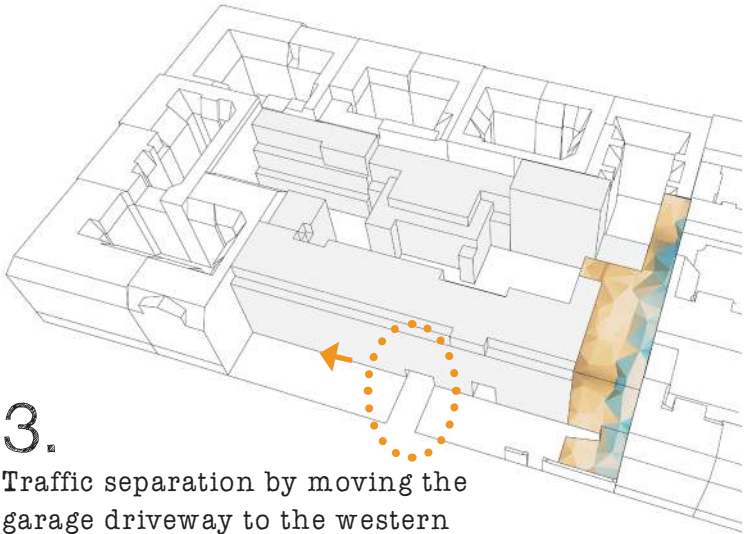 3.
Traffic separation by moving the
garage driveway to the western